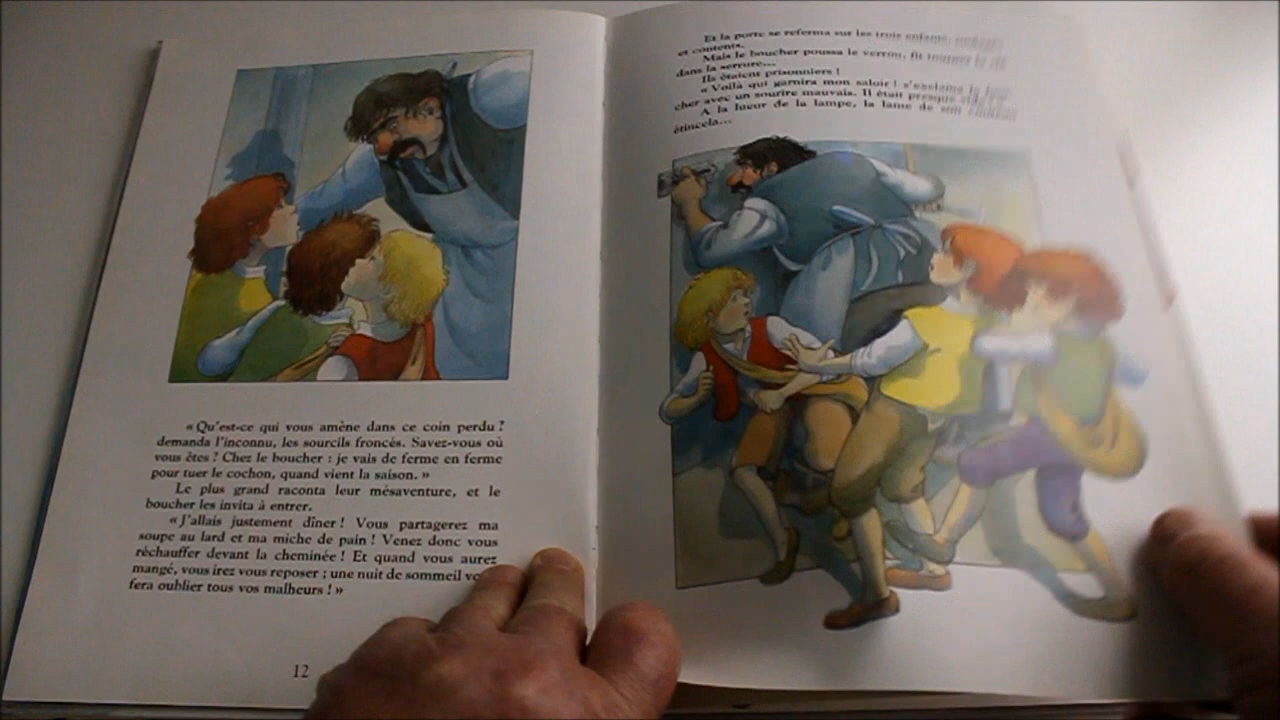 « Qu'est-ce qui vous amène dans ce coin perdu ?
demanda l'inconnu, les sourcils froncés. Savez-vous où
vous êtes ? Chez le boucher : je vais de ferme en ferme
pour tuer le cochon, quand vient la saison. »
Le plus grand raconta leur mésaventure, et le
boucher les invita à entrer.
« J'allais justement dîner ! Vous partagerez ma
soupe au lard et ma miche de pain ! Venez donc vous
réchauffer devant la cheminée ! Et quand vous aurez
mangé, vous irez vous reposer ; une nuit de sommeil
fera oublier tous vos malheurs ! »
12
Et la porte se referma sur les trois enfants,
et contents.
Mais le boucher poussa le verrou, fit
dans la serrure...
Ils étaient prisonniers !
« Voilà qui garnira mon saloir ! s'exclama le
cher avec un sourire mauvais. Il était presque
A la lueur de la lampe, la lame de son couteau
étincela...